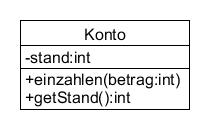 Konto
-stand:int
+einzahlen(betrag:int)
+getStand():int